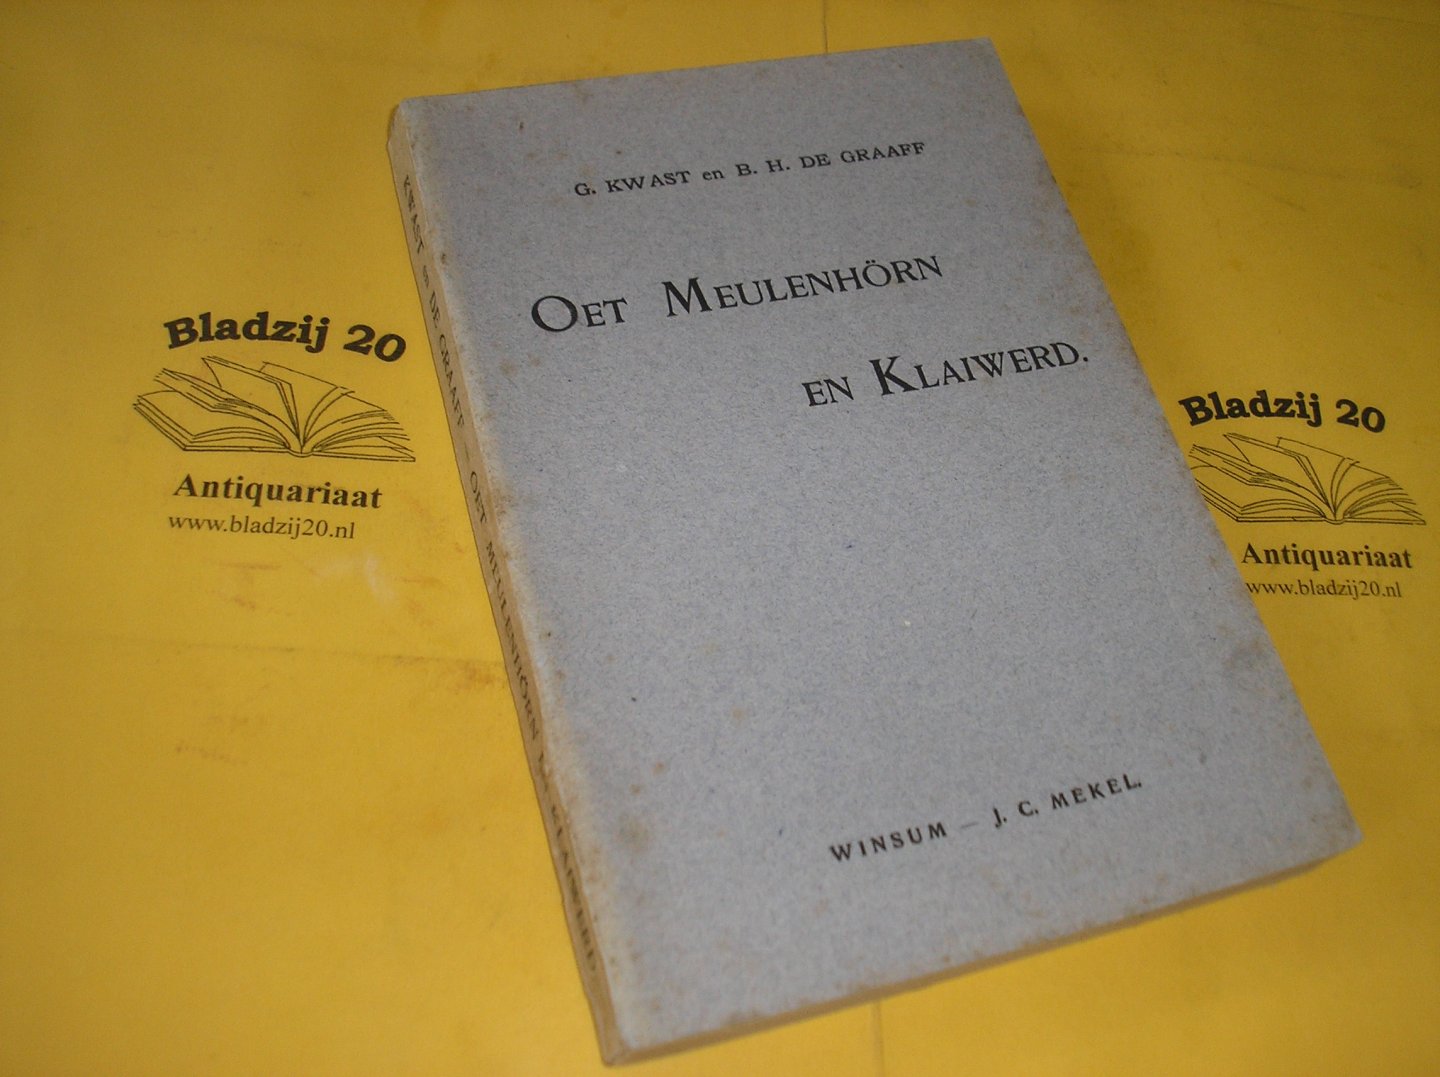 G. KWAST en B. H. DE GRAAFF
OET MEULENHÖRN
EN KLAIWERD.
WINSUM — J. C. MEKEL.
KWAST en DE GRAAFF — OET MEULENHÖRN EN KLAIWERD
Bladzij 20
Antiquariaat
www.bladzij20.nl
Bladzij 20
Antiquariaat
www.bladzij20.nl